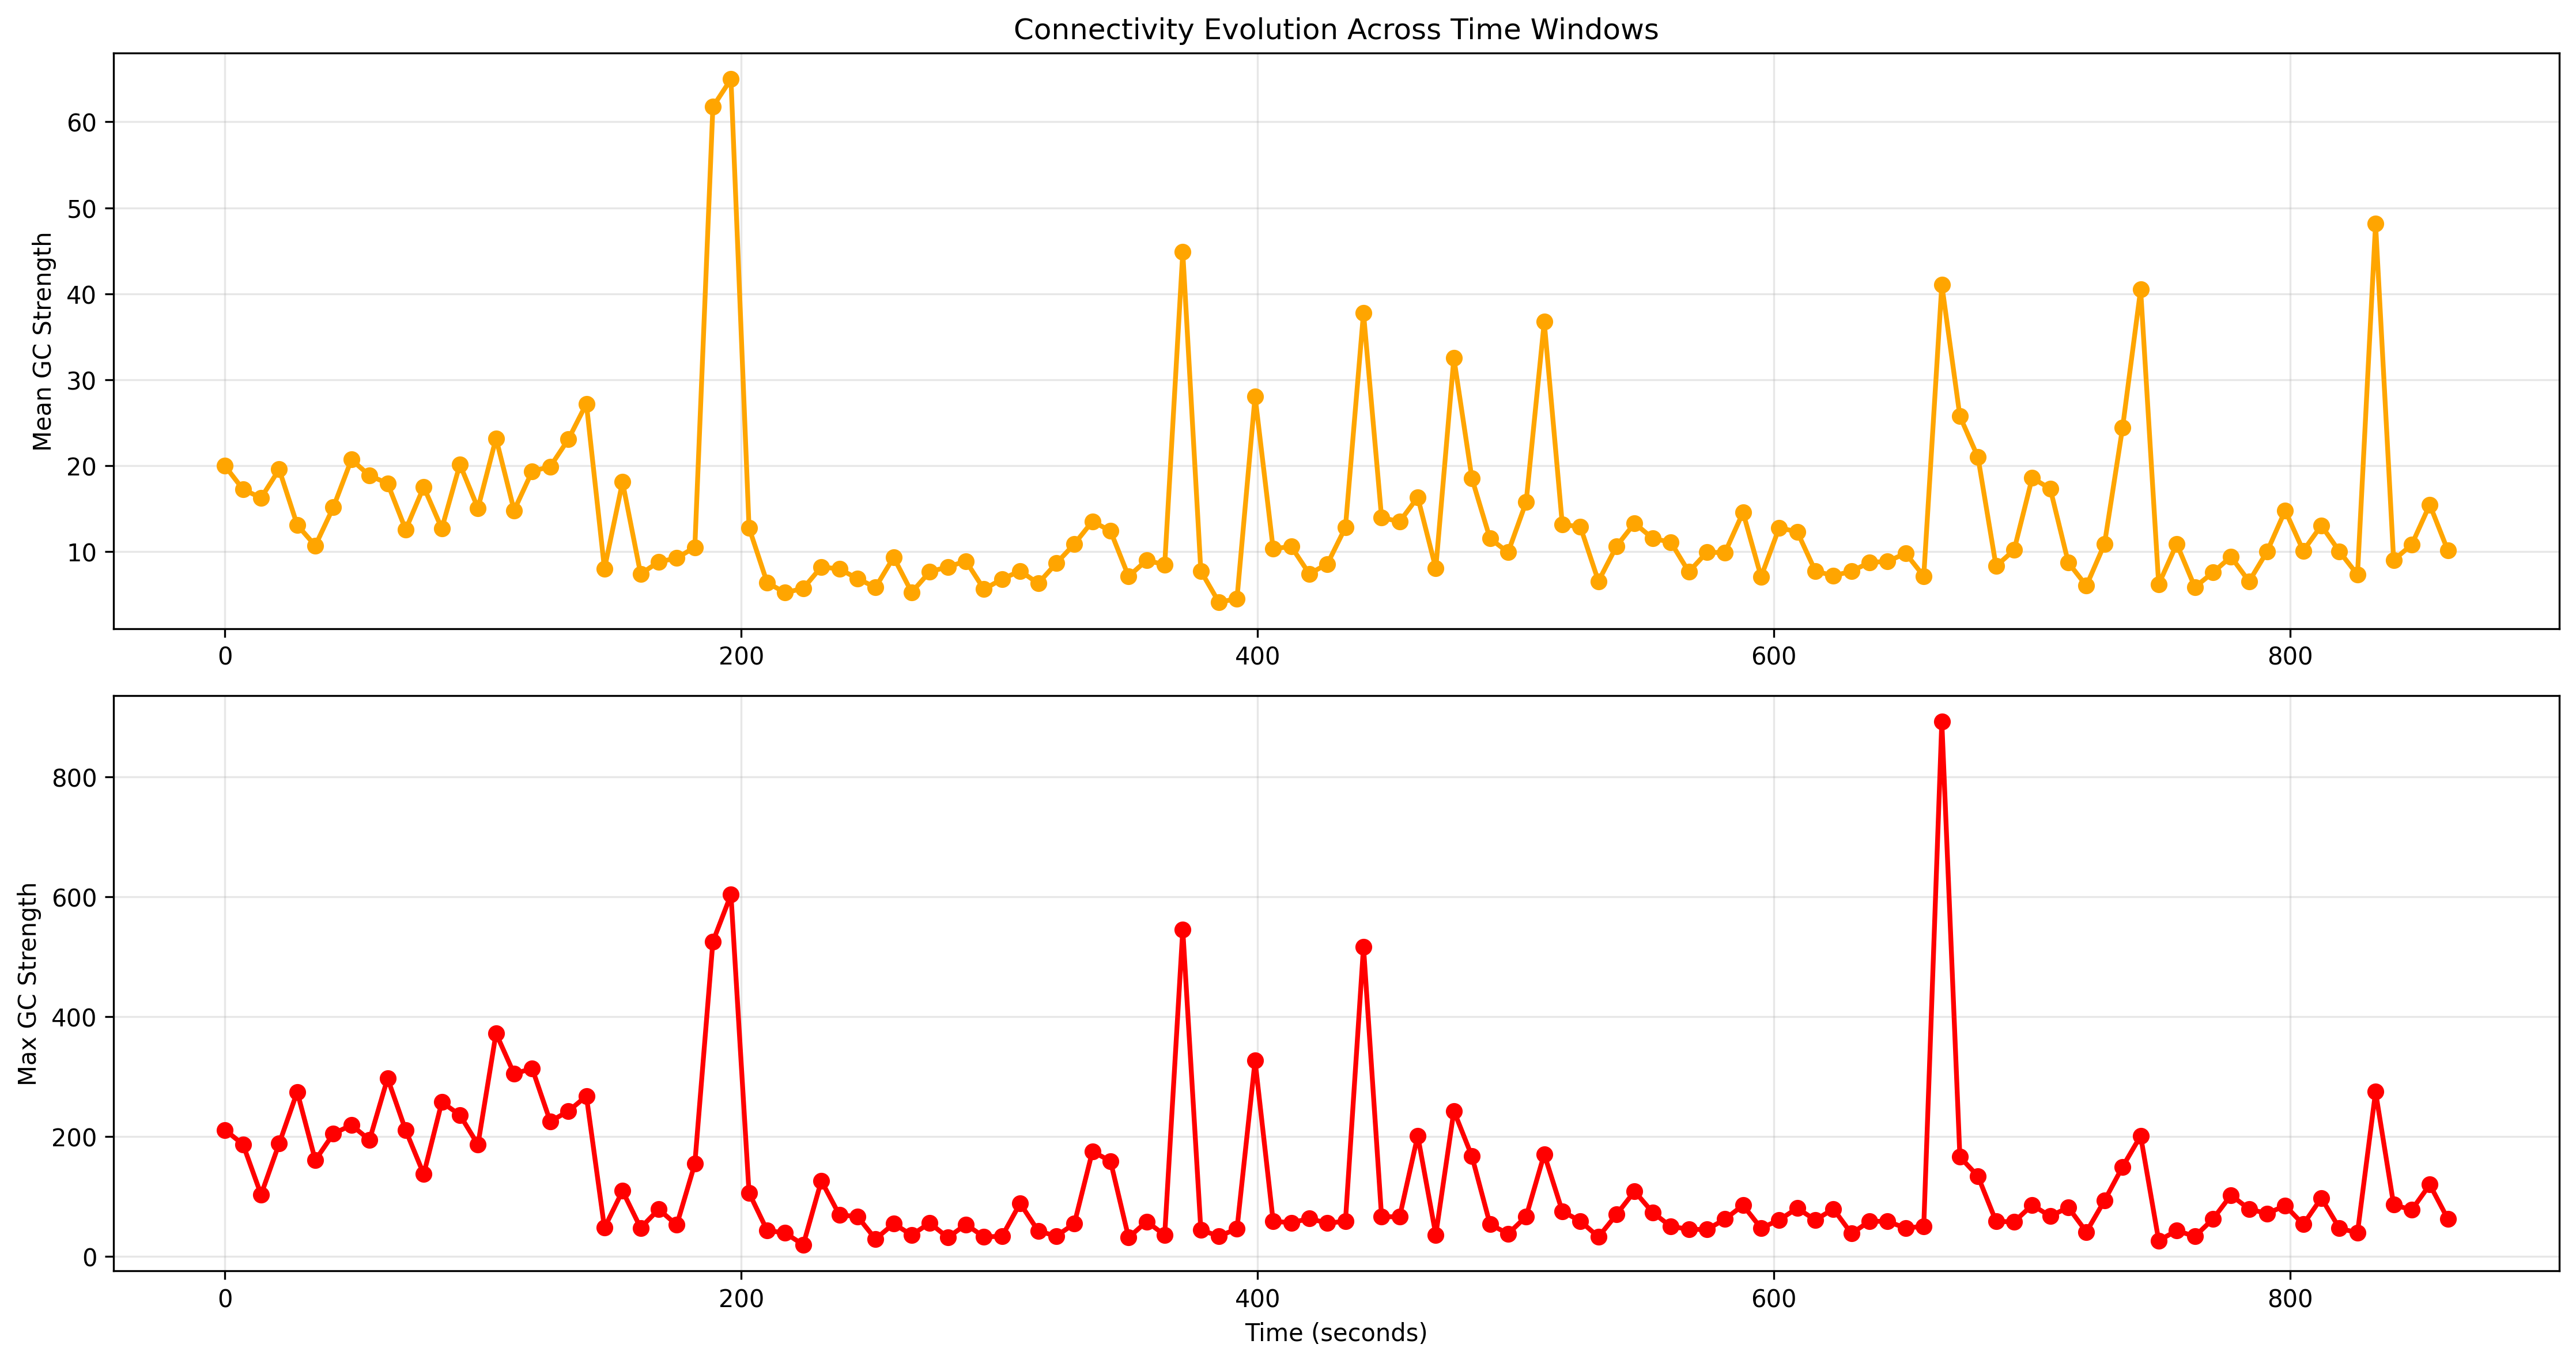 Connectivity Evolution Across Time Windows
Mean GC Strength
60
50
40
30
20
10
0 200 400 600 800
Max GC Strength
800
600
400
200
0
0 200 400 600 800
Time (seconds)